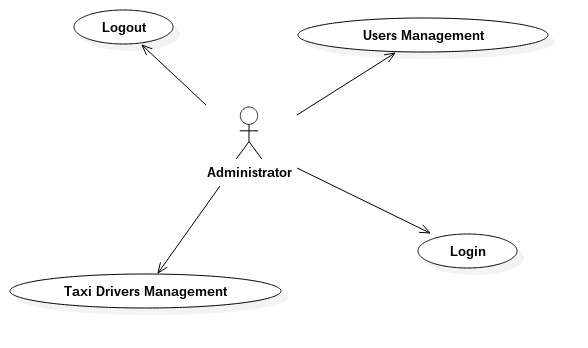 Logout
Users Management
Administrator
Login
Taxi Drivers Management